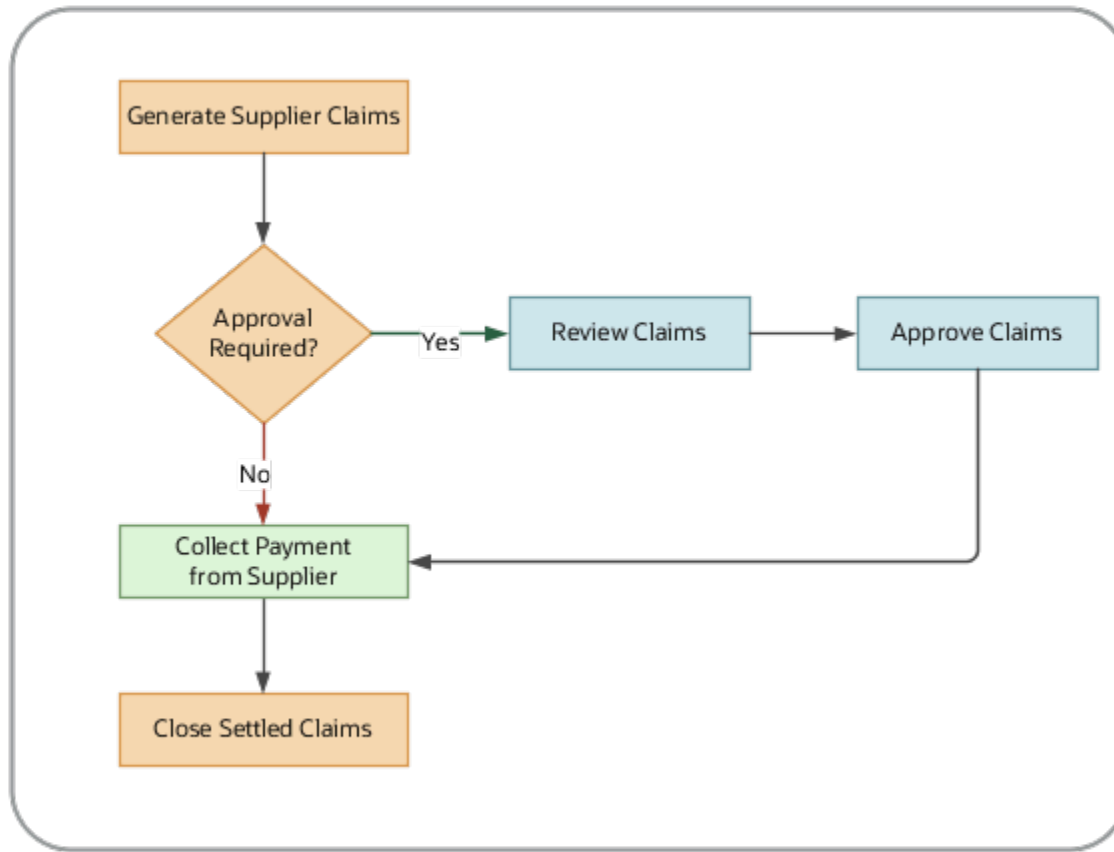 Generate Supplier Claims
Approval
Required?
Yes
Review Claims
Approve Claims
No
Collect Payment
from Supplier
Close Settled Claims